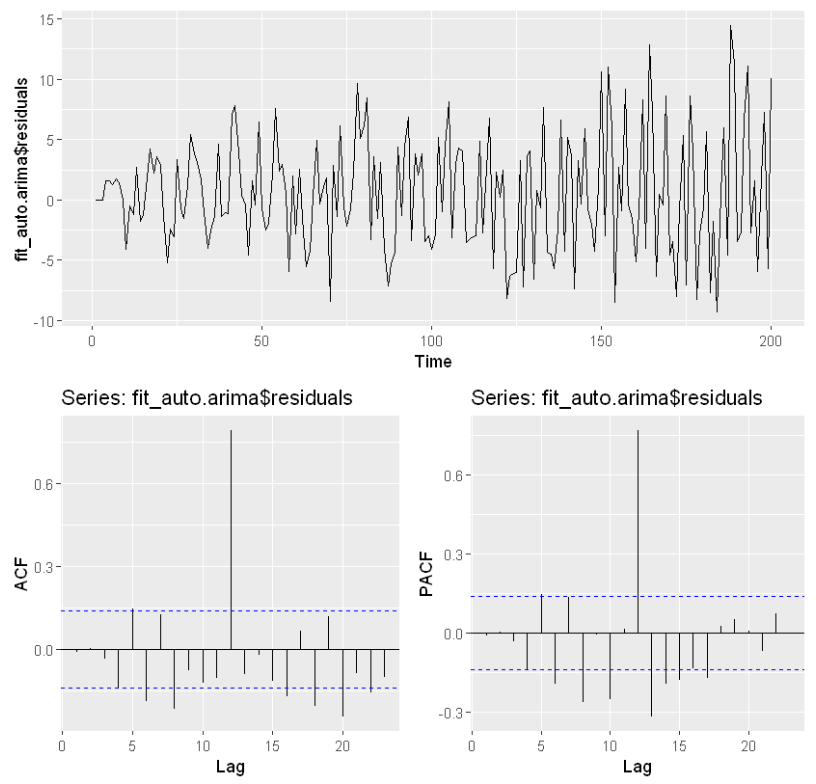 15
10
5
0
-5
-10
fit_auto.arima$residuals
0 50 100 150 200
Time
Series: fit_auto.arima$residuals
0.6
0.3
0.0
ACF
0 5 10 15 20
Lag
Series: fit_auto.arima$residuals
0.6
0.3
0.0
-0.3
PACF
0 5 10 15 20
Lag